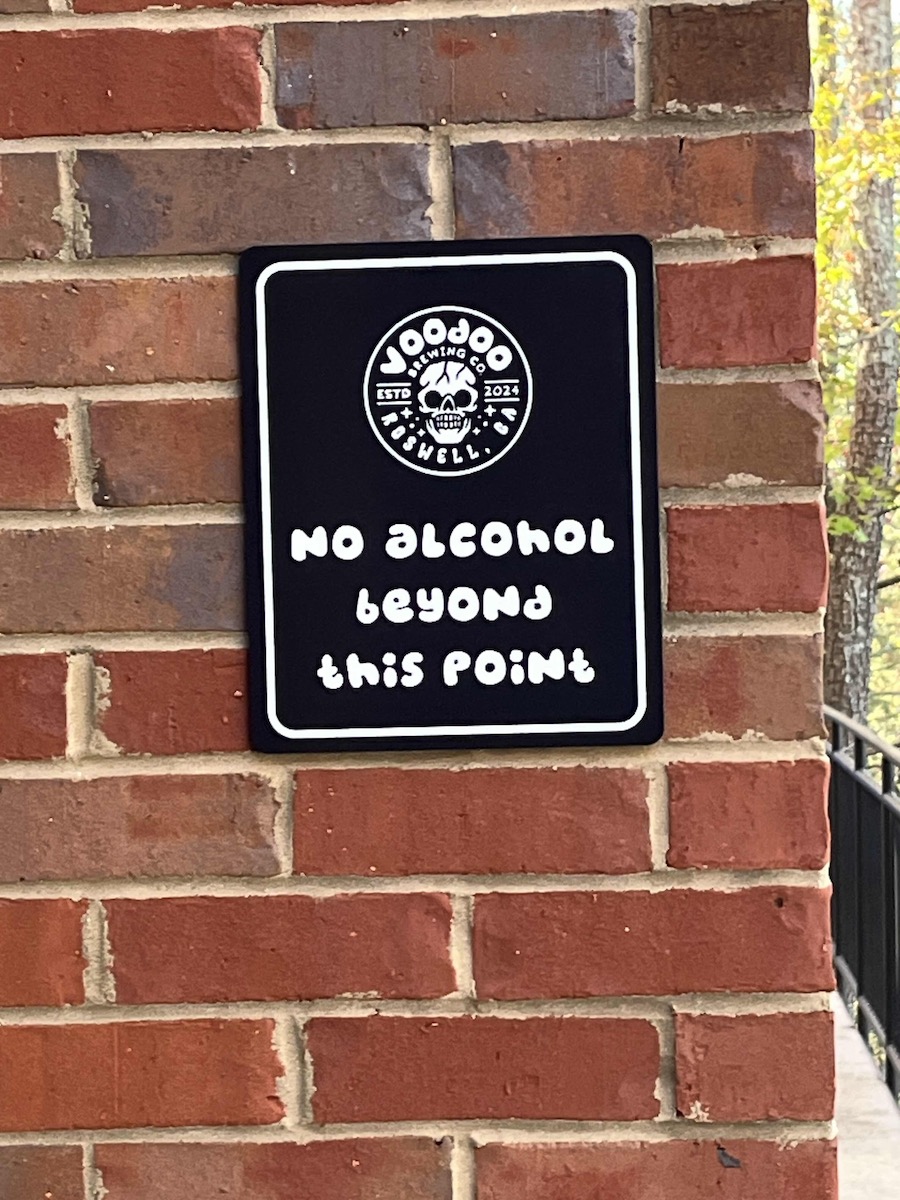 VOODOO
BREWING CO.
ESTD 2024
ROSWELL, GA
NO aLCOhOL
beyONd
this POiNt